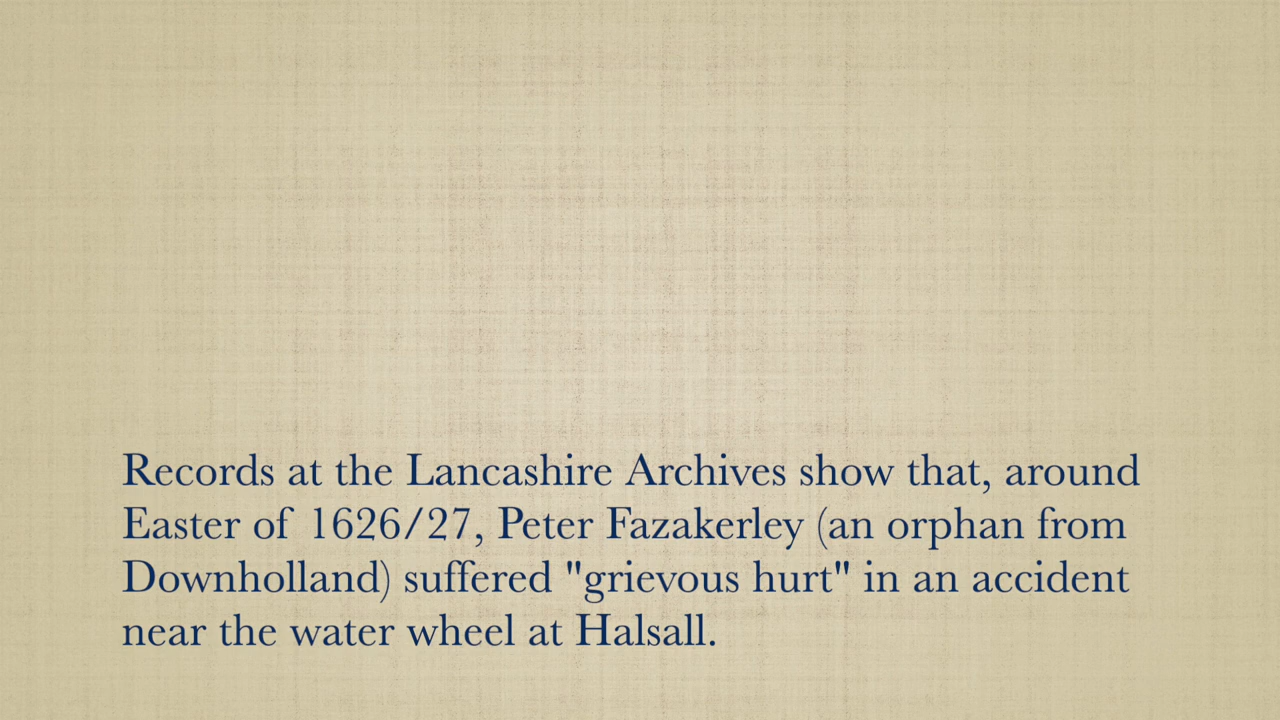 Records at the Lancashire Archives show that, around
Easter of 1626/27, Peter Fazakerley (an orphan from
Downholland) suffered "grievous hurt" in an accident
near the water wheel at Halsall.